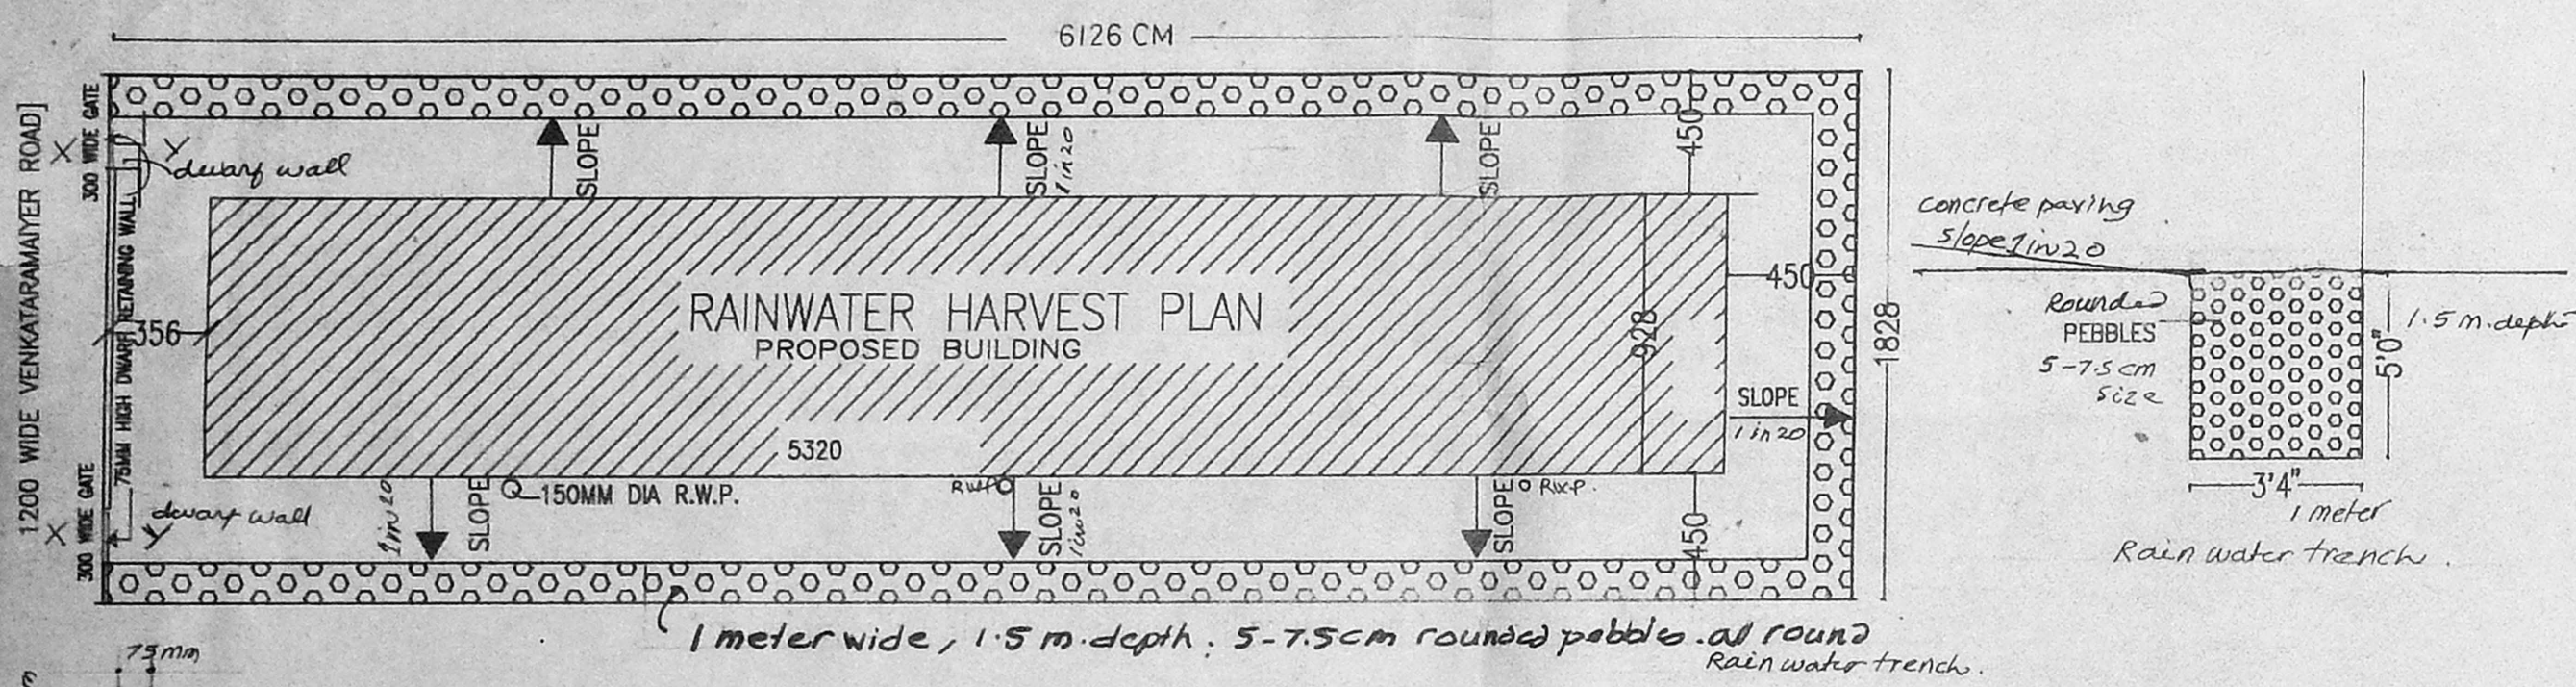 6126 CM
1200 WIDE VENKATARAMAIYER ROAD]
X
300 WIDE GATE
Y
dwarf wall
SLOPE
SLOPE
1 in 20
SLOPE
450
75MM HIGH DWARF RETAINING WALL
356
RAINWATER HARVEST PLAN
PROPOSED BUILDING
5320
928
450
1828
SLOPE
1 in 20
X
300 WIDE GATE
dwarf wall
Y
1 in 20
SLOPE
150MM DIA R.W.P.
R.W.P
SLOPE
1 in 20
SLOPE
R.W.P.
450
1 meter wide, 1.5 m. depth. 5-7.5cm rounded pebbles. all round
Rain water trench.
75mm
concrete paving
slope 1 in 20
Rounded
PEBBLES
5-7.5 cm
size
1.5 m. depth
5'0"
3'4"
1 meter
Rain water trench.